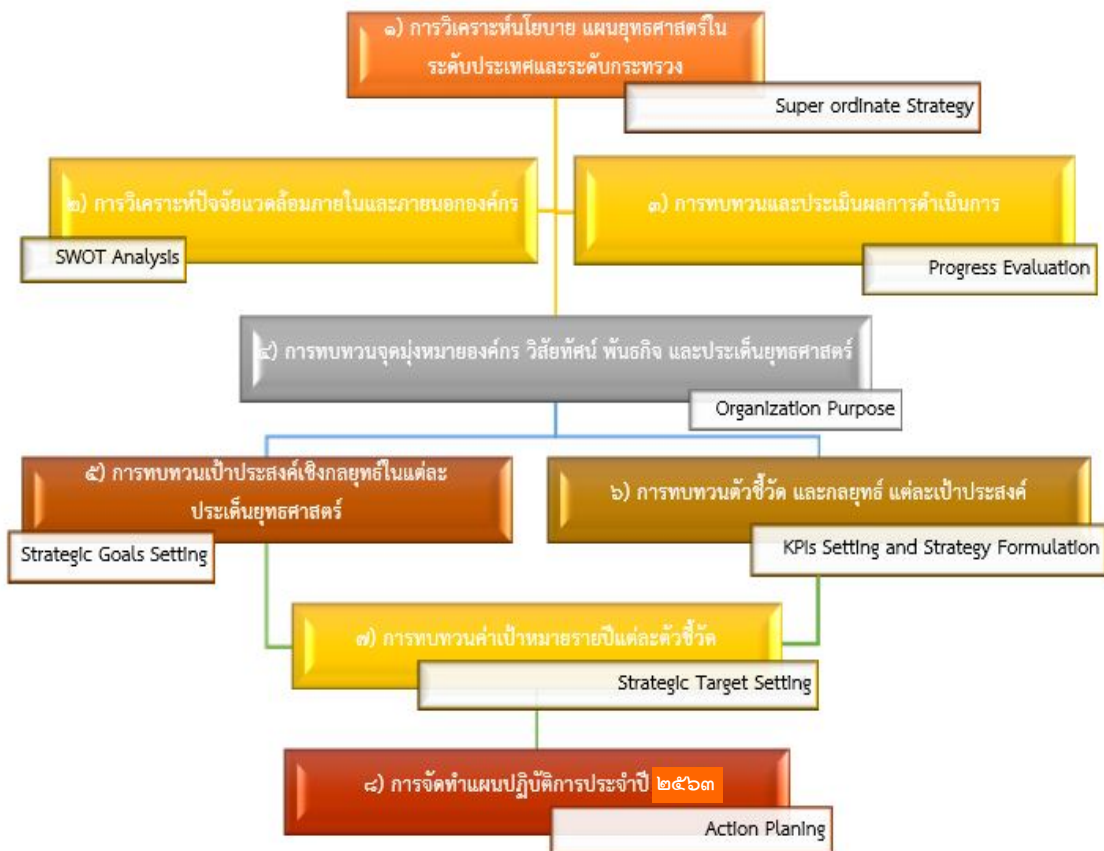 ๑) การวิเคราะห์นโยบาย แผนยุทธศาสตร์ใน
ระดับประเทศและระดับกระทรวง
Super ordinate Strategy
๒) การวิเคราะห์ปัจจัยแวดล้อมภายในและภายนอกองค์กร
SWOT Analysis
๓) การทบทวนและประเมินผลการดำเนินการ
Progress Evaluation
๔) การทบทวนจุดมุ่งหมายองค์กร วิสัยทัศน์ พันธกิจ และประเด็นยุทธศาสตร์
Organization Purpose
๕) การทบทวนเป้าประสงค์เชิงกลยุทธ์ในแต่ละ
ประเด็นยุทธศาสตร์
Strategic Goals Setting
๖) การทบทวนตัวชี้วัด และกลยุทธ์ แต่ละเป้าประสงค์
KPIs Setting and Strategy Formulation
๗) การทบทวนค่าเป้าหมายรายปีแต่ละตัวชี้วัด
Strategic Target Setting
๘) การจัดทำแผนปฏิบัติการประจำปี ๒๕๖๓
Action Planing